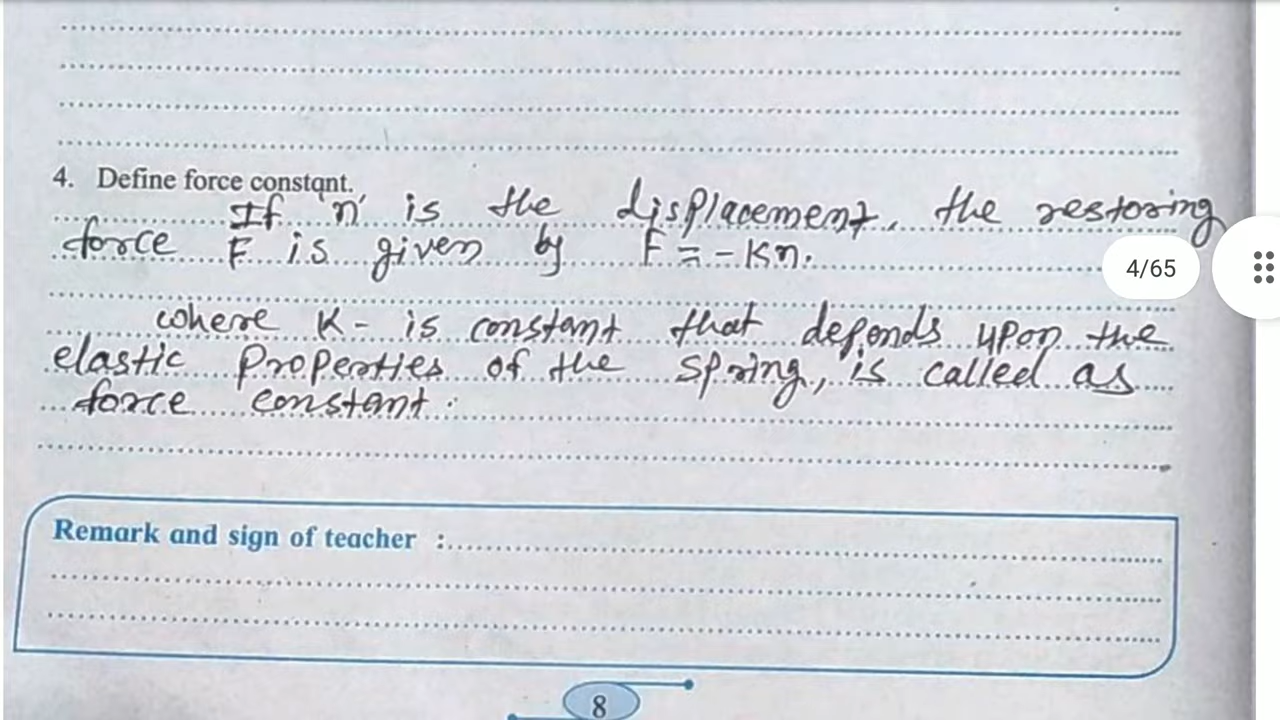 4. Define force constant.
If 'n' is the displacement, the restoring
force F is given by F = -Kn.
where K- is constant that depends upon the
elastic Properties of the spring, is called as
force constant.
4/65
Remark and sign of teacher :
8